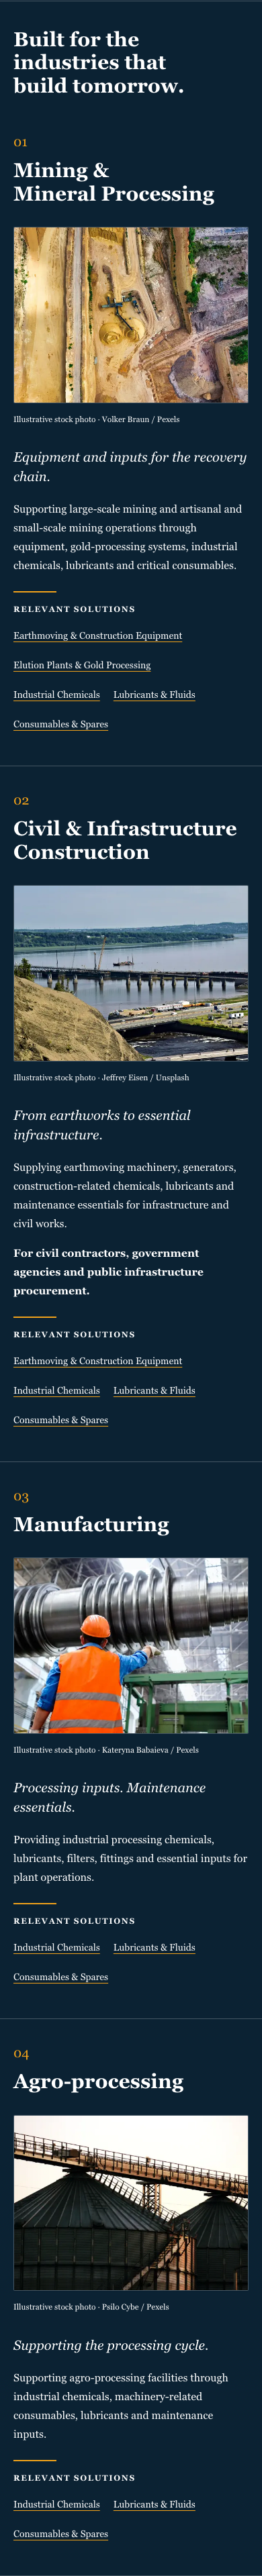 Built for the
industries that
build tomorrow.
01
Mining &
Mineral Processing
Illustrative stock photo · Volker Braun / Pexels
Equipment and inputs for the recovery
chain.
Supporting large-scale mining and artisanal and
small-scale mining operations through
equipment, gold-processing systems, industrial
chemicals, lubricants and critical consumables.
RELEVANT SOLUTIONS
Earthmoving & Construction Equipment
Elution Plants & Gold Processing
Industrial Chemicals Lubricants & Fluids
Consumables & Spares
02
Civil & Infrastructure
Construction
Illustrative stock photo · Jeffrey Eisen / Unsplash
From earthworks to essential
infrastructure.
Supplying earthmoving machinery, generators,
construction-related chemicals, lubricants and
maintenance essentials for infrastructure and
civil works.
For civil contractors, government
agencies and public infrastructure
procurement.
RELEVANT SOLUTIONS
Earthmoving & Construction Equipment
Industrial Chemicals Lubricants & Fluids
Consumables & Spares
03
Manufacturing
Illustrative stock photo · Kateryna Babaieva / Pexels
Processing inputs. Maintenance
essentials.
Providing industrial processing chemicals,
lubricants, filters, fittings and essential inputs for
plant operations.
RELEVANT SOLUTIONS
Industrial Chemicals Lubricants & Fluids
Consumables & Spares
04
Agro-processing
Illustrative stock photo · Psilo Cybe / Pexels
Supporting the processing cycle.
Supporting agro-processing facilities through
industrial chemicals, machinery-related
consumables, lubricants and maintenance
inputs.
RELEVANT SOLUTIONS
Industrial Chemicals Lubricants & Fluids
Consumables & Spares